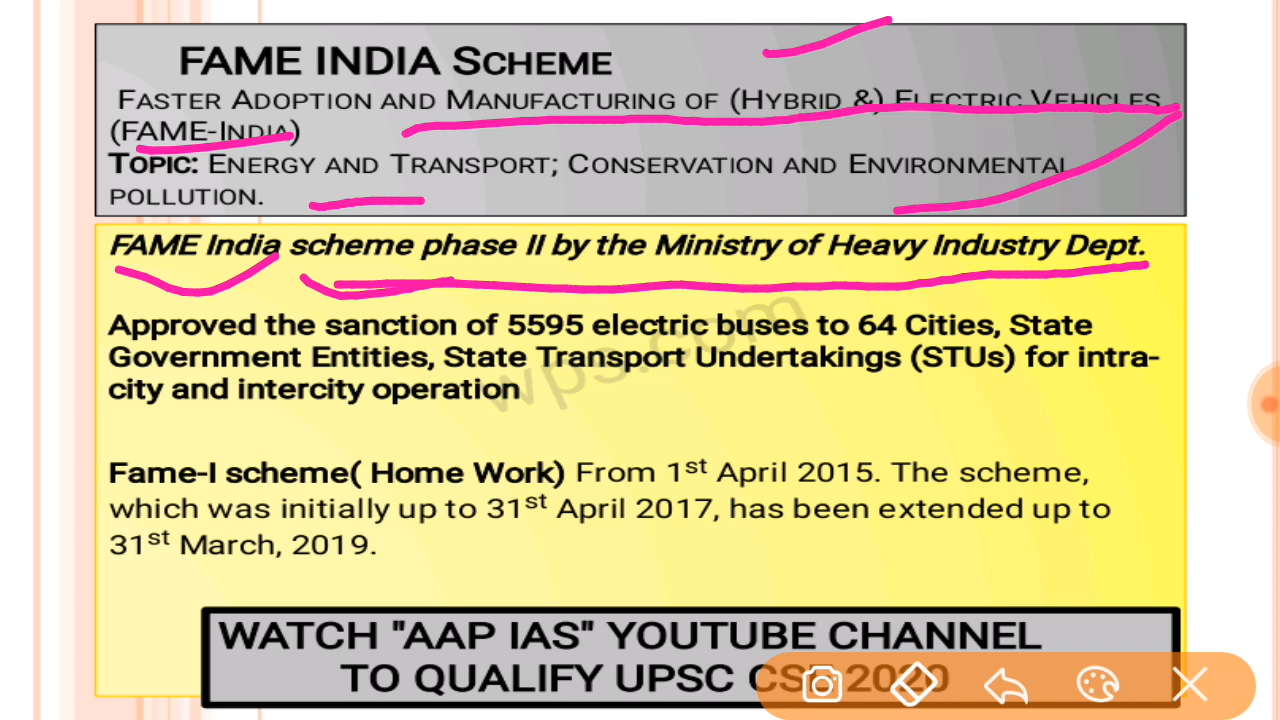 FAME INDIA SCHEME
FASTER ADOPTION AND MANUFACTURING OF (HYBRID &) ELECTRIC VEHICLES
(FAME-INDIA)
TOPIC: ENERGY AND TRANSPORT; CONSERVATION AND ENVIRONMENTAL
POLLUTION.
FAME India scheme phase II by the Ministry of Heavy Industry Dept.
Approved the sanction of 5595 electric buses to 64 Cities, State
Government Entities, State Transport Undertakings (STUs) for intra-
city and intercity operation
wps.com
Fame-I scheme( Home Work) From 1st April 2015. The scheme,
which was initially up to 31st April 2017, has been extended up to
31st March, 2019.
WATCH "AAP IAS" YOUTUBE CHANNEL
TO QUALIFY UPSC CSE 2020